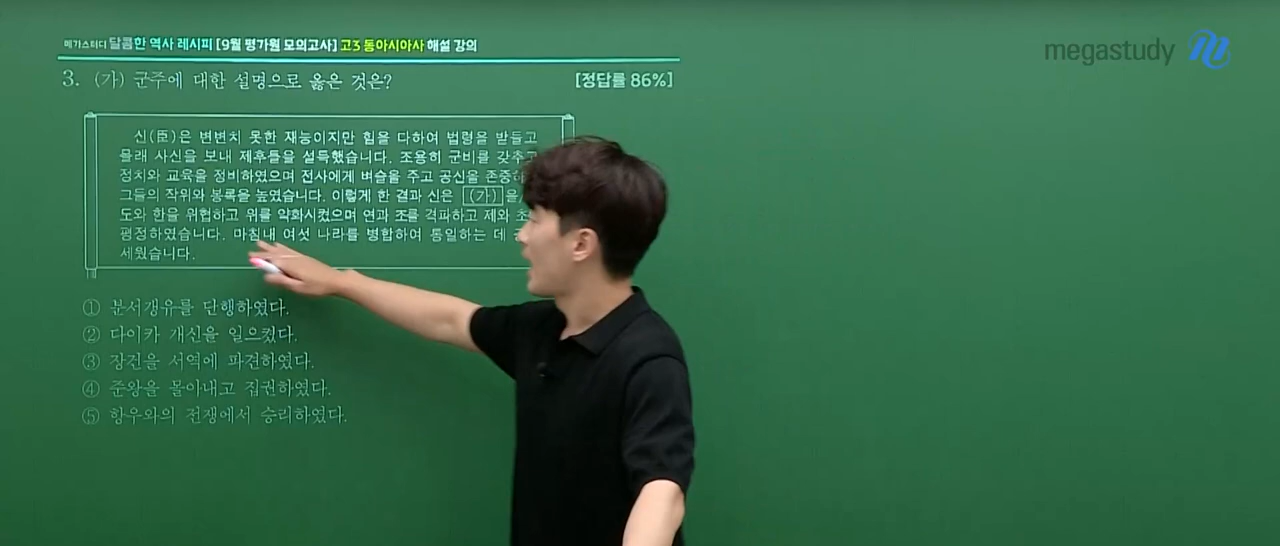 메가스터디 달콤한 역사 레시피 [9월 평가원 모의고사] 고3 동아시아사 해설 강의
megastudy
3. (가) 군주에 대한 설명으로 옳은 것은?
[정답률 86%]
신(臣)은 변변치 못한 재능이지만 힘을 다하여 법령을 받들고
몰래 사신을 보내 제후들을 설득했습니다. 조용히 군비를 갖추고
정치와 교육을 정비하였으며 전사에게 벼슬을 주고 공신을 존중
그들의 작위와 봉록을 높였습니다. 이렇게 한 결과 신은 (가) 을
도와 한을 위협하고 위를 약화시켰으며 연과 조를 격파하고 제와 초
평정하였습니다. 마침내 여섯 나라를 병합하여 통일하는 데
세웠습니다.
① 분서갱유를 단행하였다.
② 다이카 개신을 일으켰다.
③ 장건을 서역에 파견하였다.
④ 준왕을 몰아내고 집권하였다.
⑤ 항우와의 전쟁에서 승리하였다.